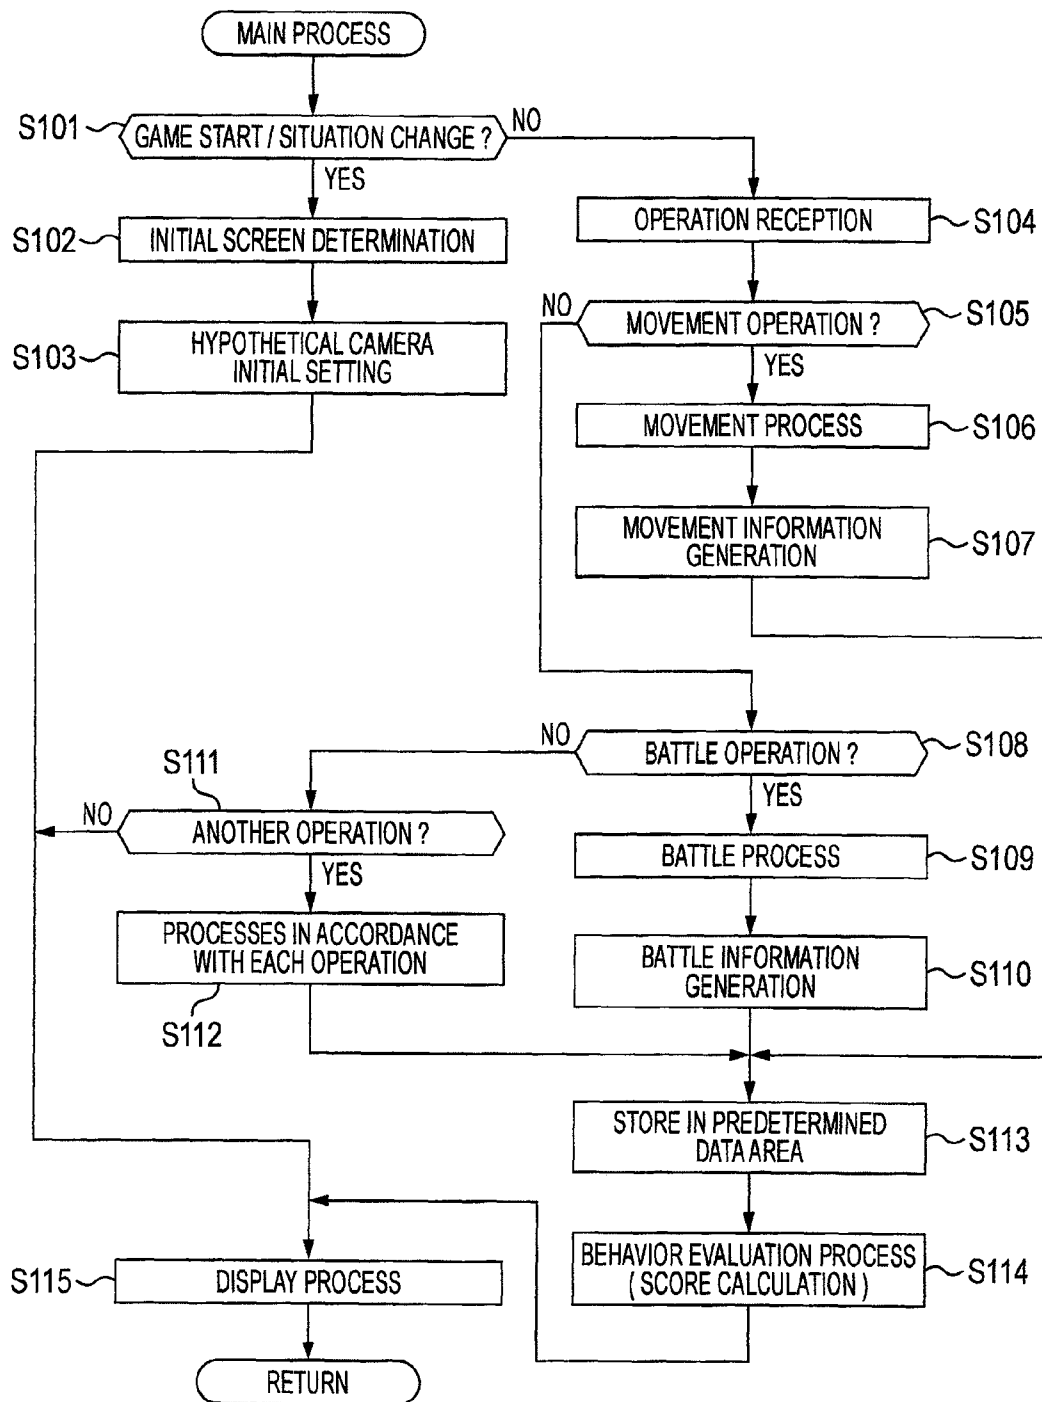 MAIN PROCESS
S101
GAME START / SITUATION CHANGE ?
NO
YES
S102
INITIAL SCREEN DETERMINATION
OPERATION RECEPTION
S104
S103
HYPOTHETICAL CAMERA
INITIAL SETTING
NO
MOVEMENT OPERATION ?
S105
YES
MOVEMENT PROCESS
S106
MOVEMENT INFORMATION
GENERATION
S107
NO
BATTLE OPERATION ?
S108
YES
S111
NO
ANOTHER OPERATION ?
YES
BATTLE PROCESS
S109
PROCESSES IN ACCORDANCE
WITH EACH OPERATION
S112
BATTLE INFORMATION
GENERATION
S110
STORE IN PREDETERMINED
DATA AREA
S113
BEHAVIOR EVALUATION PROCESS
( SCORE CALCULATION )
S114
S115
DISPLAY PROCESS
RETURN